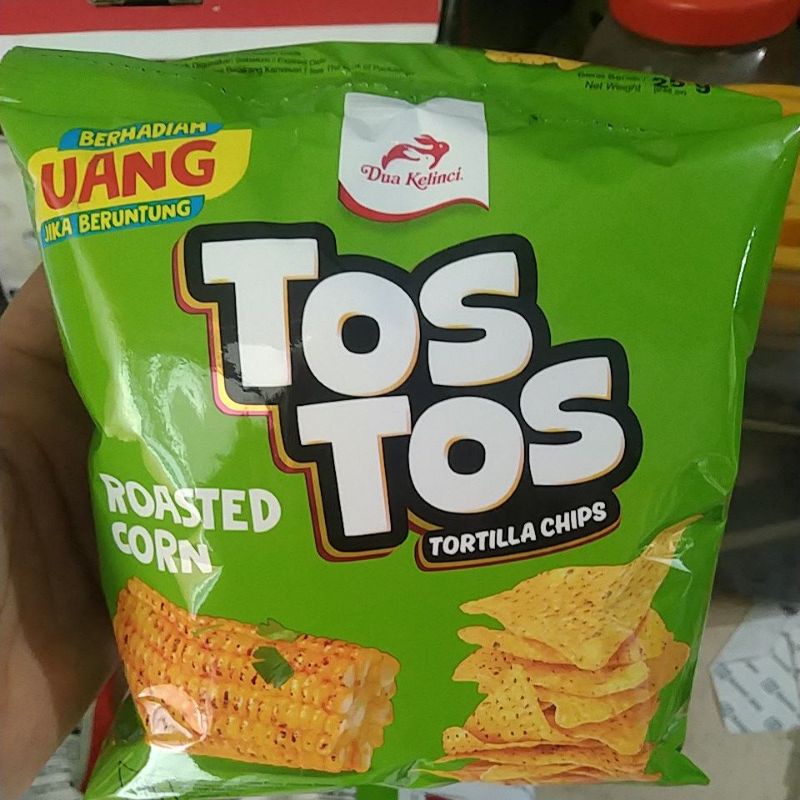 Net Weight
BERHADIAH
UANG
JIKA BERUNTUNG
Dua Kelinci
TOS
TOS
TORTILLA CHIPS
ROASTED
CORN